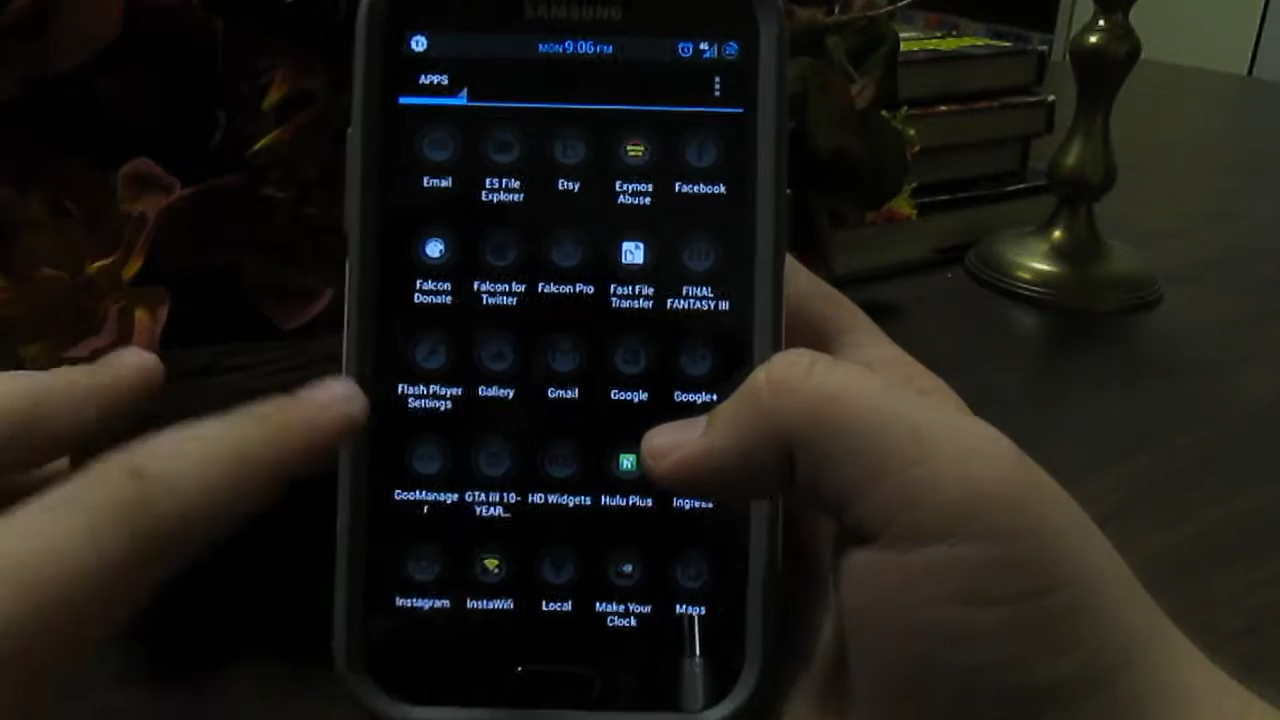 SAMSUNG
MON 9:06 PM
4G
APPS
Email
ES File
Explorer
Etsy
Exynos
Abuse
Facebook
Falcon
Donate
Falcon for
Twitter
Falcon Pro
Fast File
Transfer
FINAL
FANTASY III
Flash Player
Settings
Gallery
Gmail
Google
Google+
GooManage
r
GTA III 10-
YEAR...
HD Widgets
Hulu Plus
Ingress
Instagram
InstaWifi
Local
Make Your
Clock
Maps